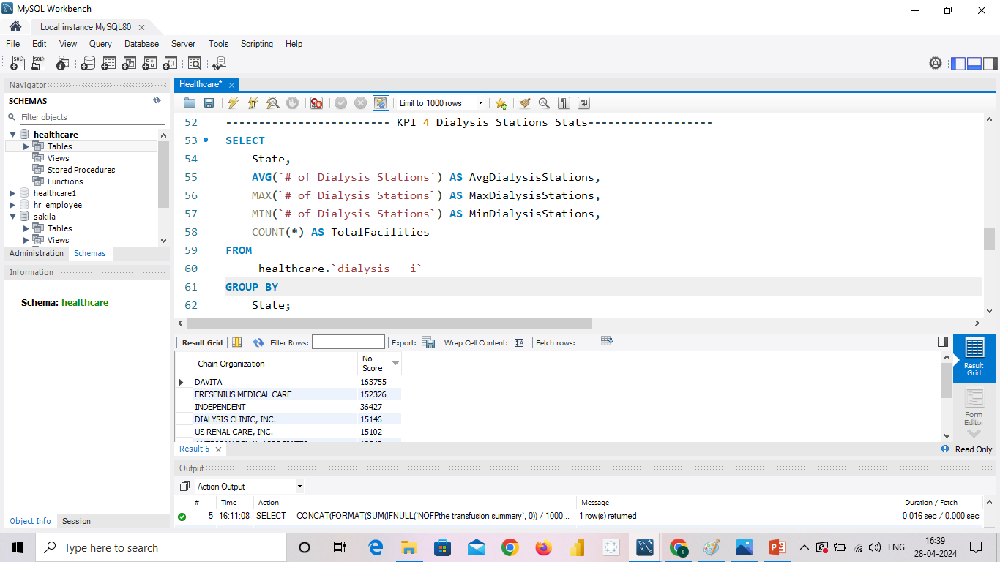 MySQL Workbench
Local instance MySQL80
File Edit View Query Database Server Tools Scripting Help
Navigator
SCHEMAS
Filter objects
healthcare
Tables
Views
Stored Procedures
Functions
healthcare1
hr_employee
sakila
Tables
Views
Administration Schemas
Information
Schema: healthcare
Object Info Session
Healthcare*
Limit to 1000 rows
52 ------------------------- KPI 4 Dialysis Stations Stats-------------------
53 SELECT
54 State,
55 AVG(`# of Dialysis Stations`) AS AvgDialysisStations,
56 MAX(`# of Dialysis Stations`) AS MaxDialysisStations,
57 MIN(`# of Dialysis Stations`) AS MinDialysisStations,
58 COUNT(*) AS TotalFacilities
59 FROM
60 healthcare.`dialysis - i`
61 GROUP BY
62 State;
Result Grid Filter Rows: Export: Wrap Cell Content: Fetch rows:
Chain Organization No Score
DAVITA 163755
FRESENIUS MEDICAL CARE 152326
INDEPENDENT 36427
DIALYSIS CLINIC, INC. 15146
US RENAL CARE, INC. 15102
Result Grid
Form Editor
Result 6
Read Only
Output
Action Output
# Time Action Message Duration / Fetch
5 16:11:08 SELECT CONCAT(FORMAT(SUM(IFNULL(`NOFPthe transfusion summary`, 0)) / 1000... 1 row(s) returned 0.016 sec / 0.000 sec
Type here to search
ENG
16:39
28-04-2024